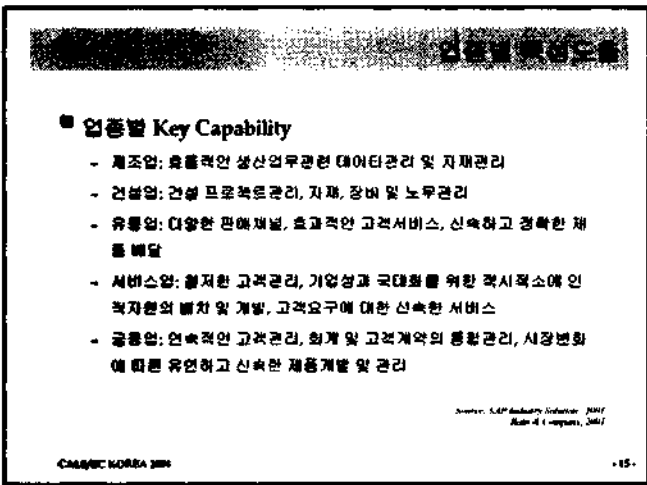 업종별 핵심모듈
■ 업종별 Key Capability
- 제조업: 효율적인 생산업무관련 데이타관리 및 자재관리
- 건설업: 건설 프로젝트관리, 자재, 장비 및 노무관리
- 유통업: 다양한 판매채널, 효과적인 고객서비스, 신속하고 정확한 제
품 배달
- 서비스업: 철저한 고객관리, 기업성과 극대화를 위한 적시적소에 인
적자원의 배치 및 개발, 고객요구에 대한 신속한 서비스
- 금융업: 연속적인 고객관리, 회계 및 고객계약의 통합관리, 시장변화
에 따른 유연하고 신속한 제품개발 및 관리
Source: SAP Industry Solution, 2001
Company, 2001
CALS/EC KOREA 2001
- 15 -